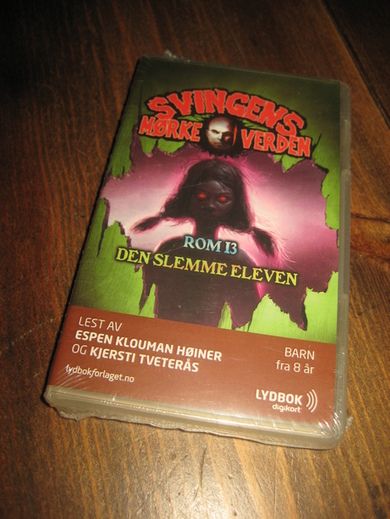 SVINGENS
MØRKE VERDEN
ROM 13
DEN SLEMME ELEVEN
LEST AV
ESPEN KLOUMAN HØINER
OG KJERSTI TVETERÅS
lydbokforlaget.no
BARN
fra 8 år
LYDBOK
digikort